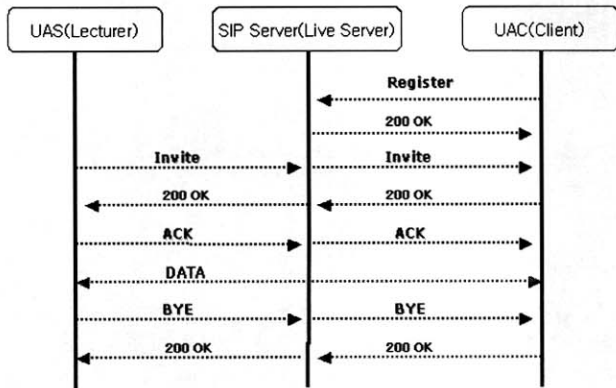 UAS(Lecturer) SIP Server(Live Server) UAC(Client)
Register
200 OK
Invite Invite
200 OK 200 OK
ACK ACK
DATA
BYE BYE
200 OK 200 OK